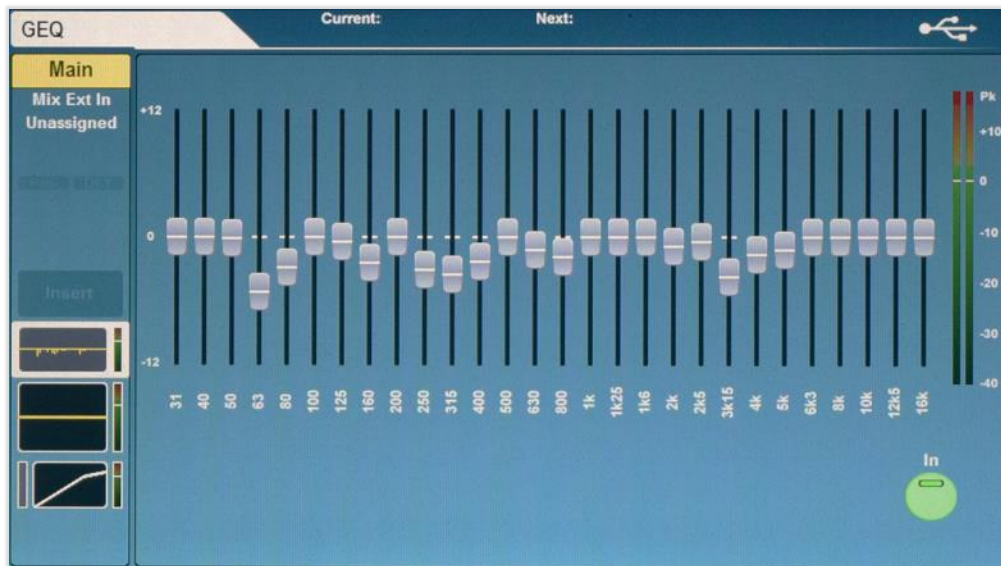 GEQ
Current:
Next:
Main
Mix Ext In
Unassigned
Insert
+12
0
-12
31 40 50 63 80 100 125 160 200 250 315 400 500 630 800 1k 1k25 1k6 2k 2k5 3k15 4k 5k 6k3 8k 10k 12k5 16k
Pk
+10
0
-10
-20
-30
-40
In